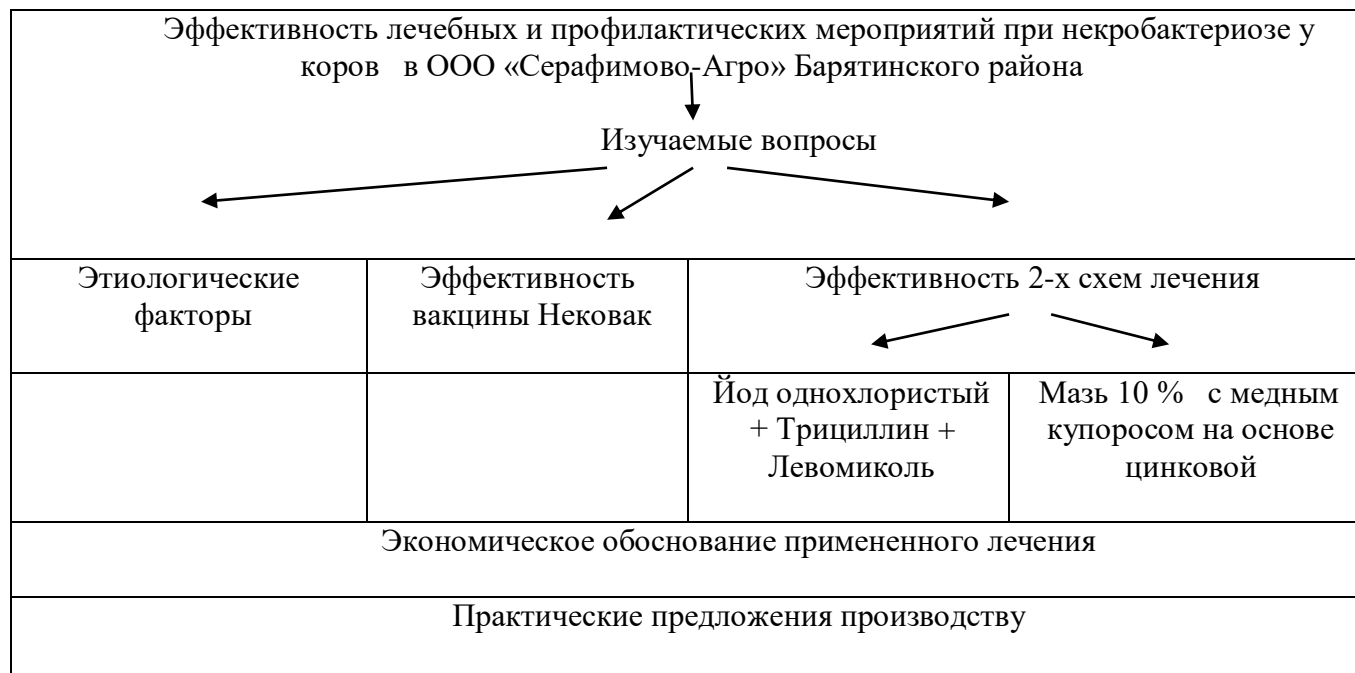 Эффективность лечебных и профилактических мероприятий при некробактериозе у
коров в ООО «Серафимово-Агро» Барятинского района
Изучаемые вопросы
Этиологические
факторы
Эффективность
вакцины Нековак
Эффективность 2-х схем лечения
Йод однохлористый
+ Трициллин +
Левомиколь
Мазь 10 % с медным
купоросом на основе
цинковой
Экономическое обоснование примененного лечения
Практические предложения производству